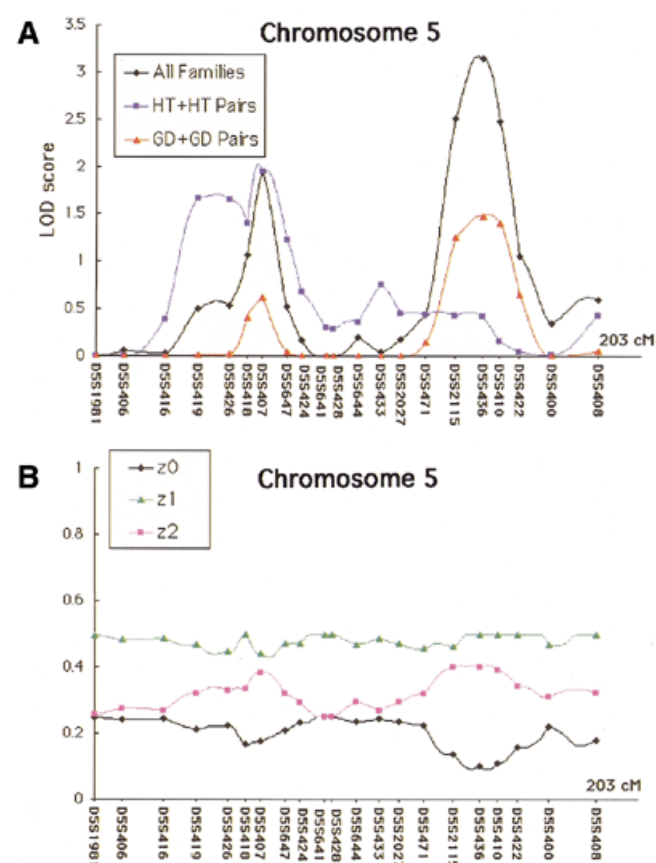 A
Chromosome 5
3.5
3
2.5
2
1.5
1
0.5
0
LOD score
All Families
HT+HT Pairs
GD+GD Pairs
203 cM
D5S1981
D5S406
D5S416
D5S419
D5S426
D5S418
D5S407
D5S647
D5S424
D5S641
D5S428
D5S644
D5S433
D5S2027
D5S471
D5S2115
D5S436
D5S410
D5S422
D5S400
D5S408
B
Chromosome 5
1
0.8
0.6
0.4
0.2
0
z0
z1
z2
203 cM
D5S1981
D5S406
D5S416
D5S419
D5S426
D5S418
D5S407
D5S647
D5S424
D5S641
D5S428
D5S644
D5S433
D5S2027
D5S471
D5S2115
D5S436
D5S410
D5S422
D5S400
D5S408